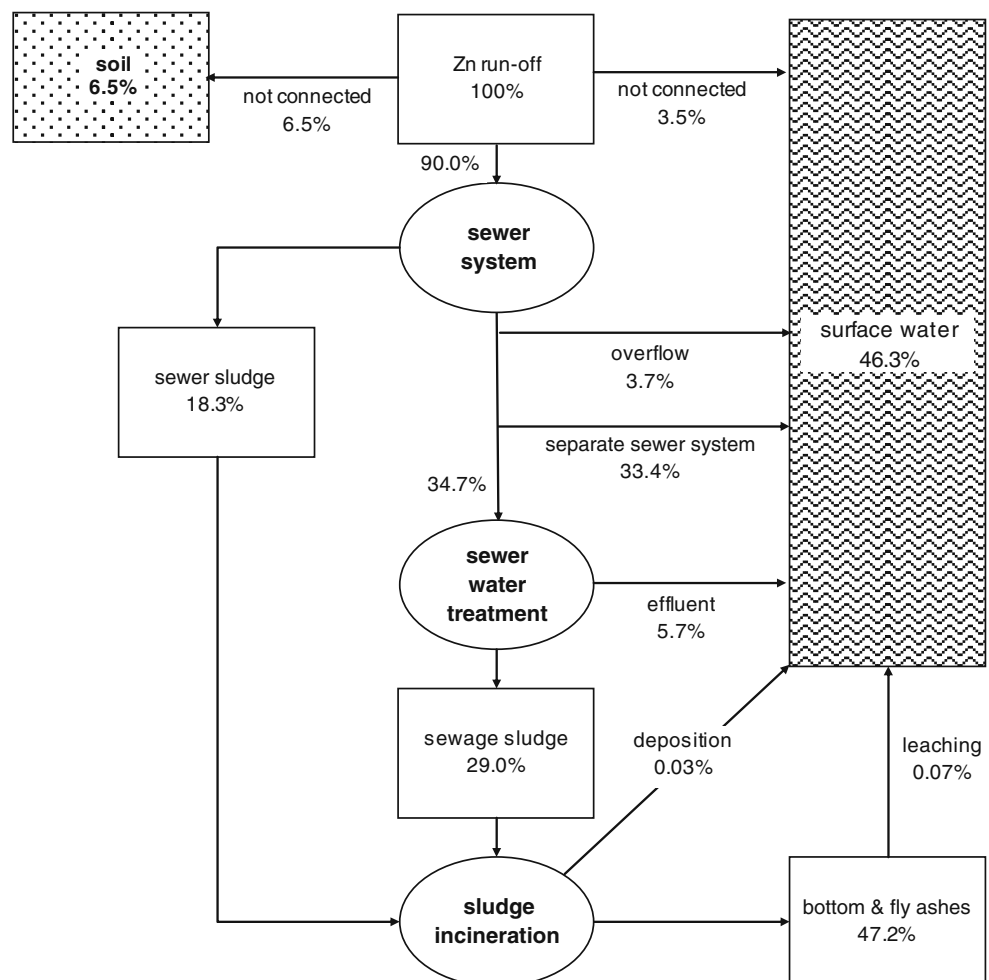 soil
6.5%
not connected
6.5%
Zn run-off
100%
not connected
3.5%
90.0%
sewer
system
sewer sludge
18.3%
overflow
3.7%
surface water
46.3%
separate sewer system
33.4%
34.7%
sewer
water
treatment
effluent
5.7%
sewage sludge
29.0%
deposition
0.03%
leaching
0.07%
sludge
incineration
bottom & fly ashes
47.2%